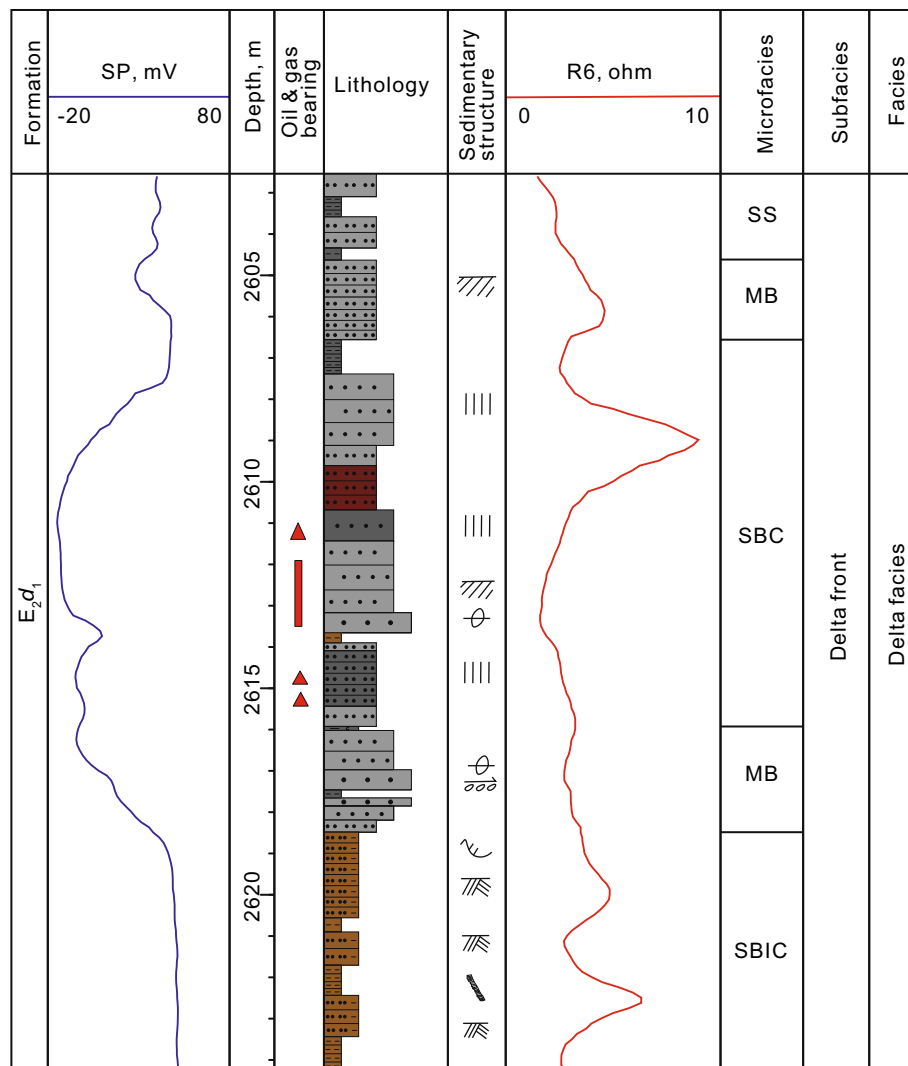 Formation
SP, mV
-20 80
Depth, m
Oil & gas
bearing
Lithology
Sedimentary
structure
R6, ohm
0 10
Microfacies
Subfacies
Facies
E₂d₁
2605
2610
2615
2620
SS
MB
SBC
MB
SBIC
Delta front
Delta facies